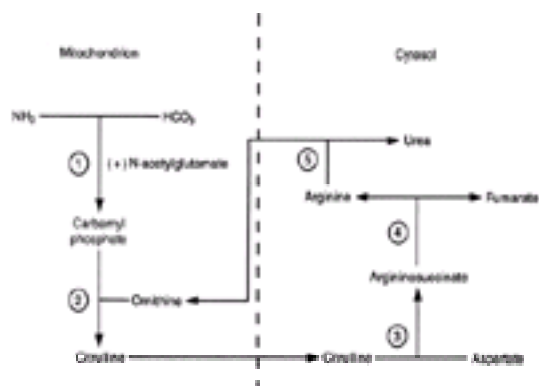 Mitochondrion
Cytosol
NH₃
HCO₃
1
(+) N-acetylglutamate
Carbamyl
phosphate
2
Ornithine
Citrulline
Urea
5
Arginine
Fumarate
4
Argininosuccinate
3
Citrulline
Aspartate